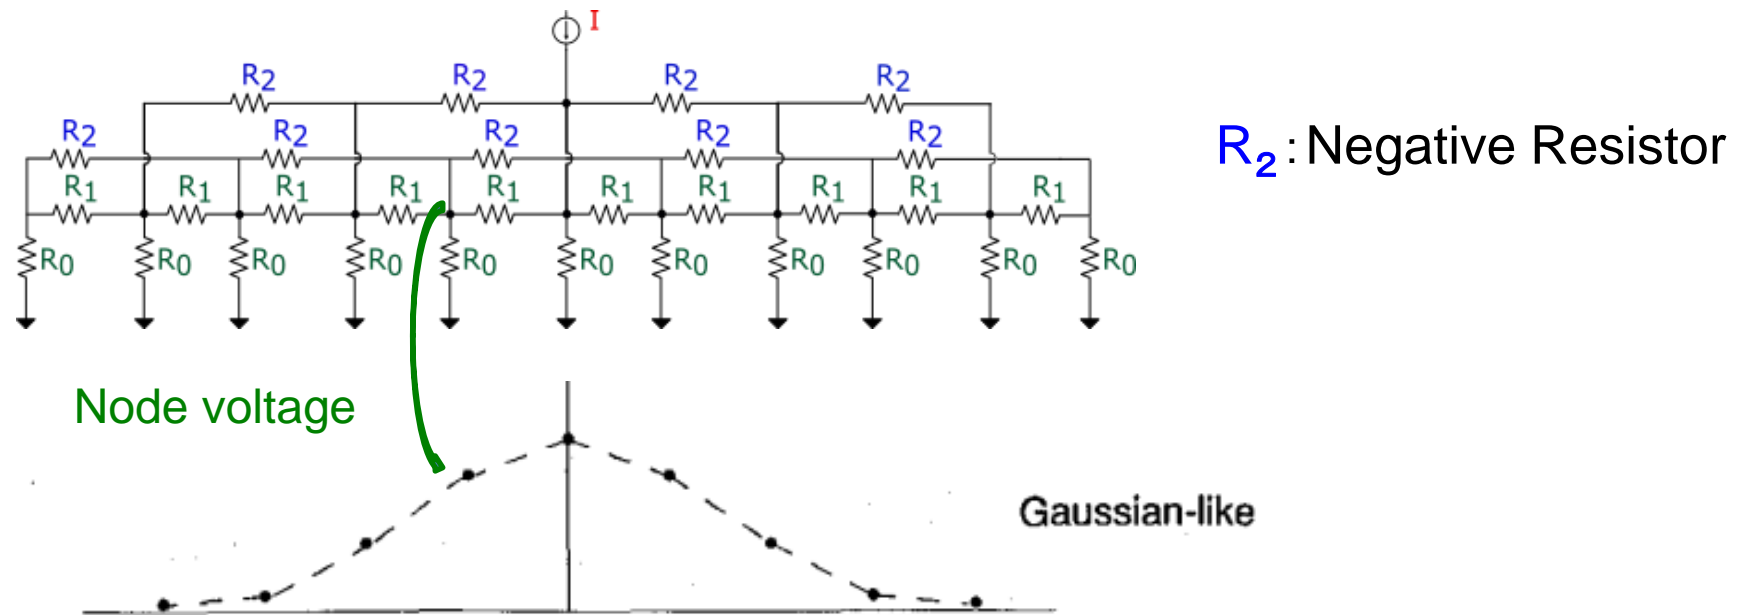 I
R2 R2 R2 R2
R2 R2 R2 R2 R2
R1 R1 R1 R1 R1 R1 R1 R1 R1 R1
R0 R0 R0 R0 R0 R0 R0 R0 R0 R0 R0
R2 : Negative Resistor
Node voltage
Gaussian-like